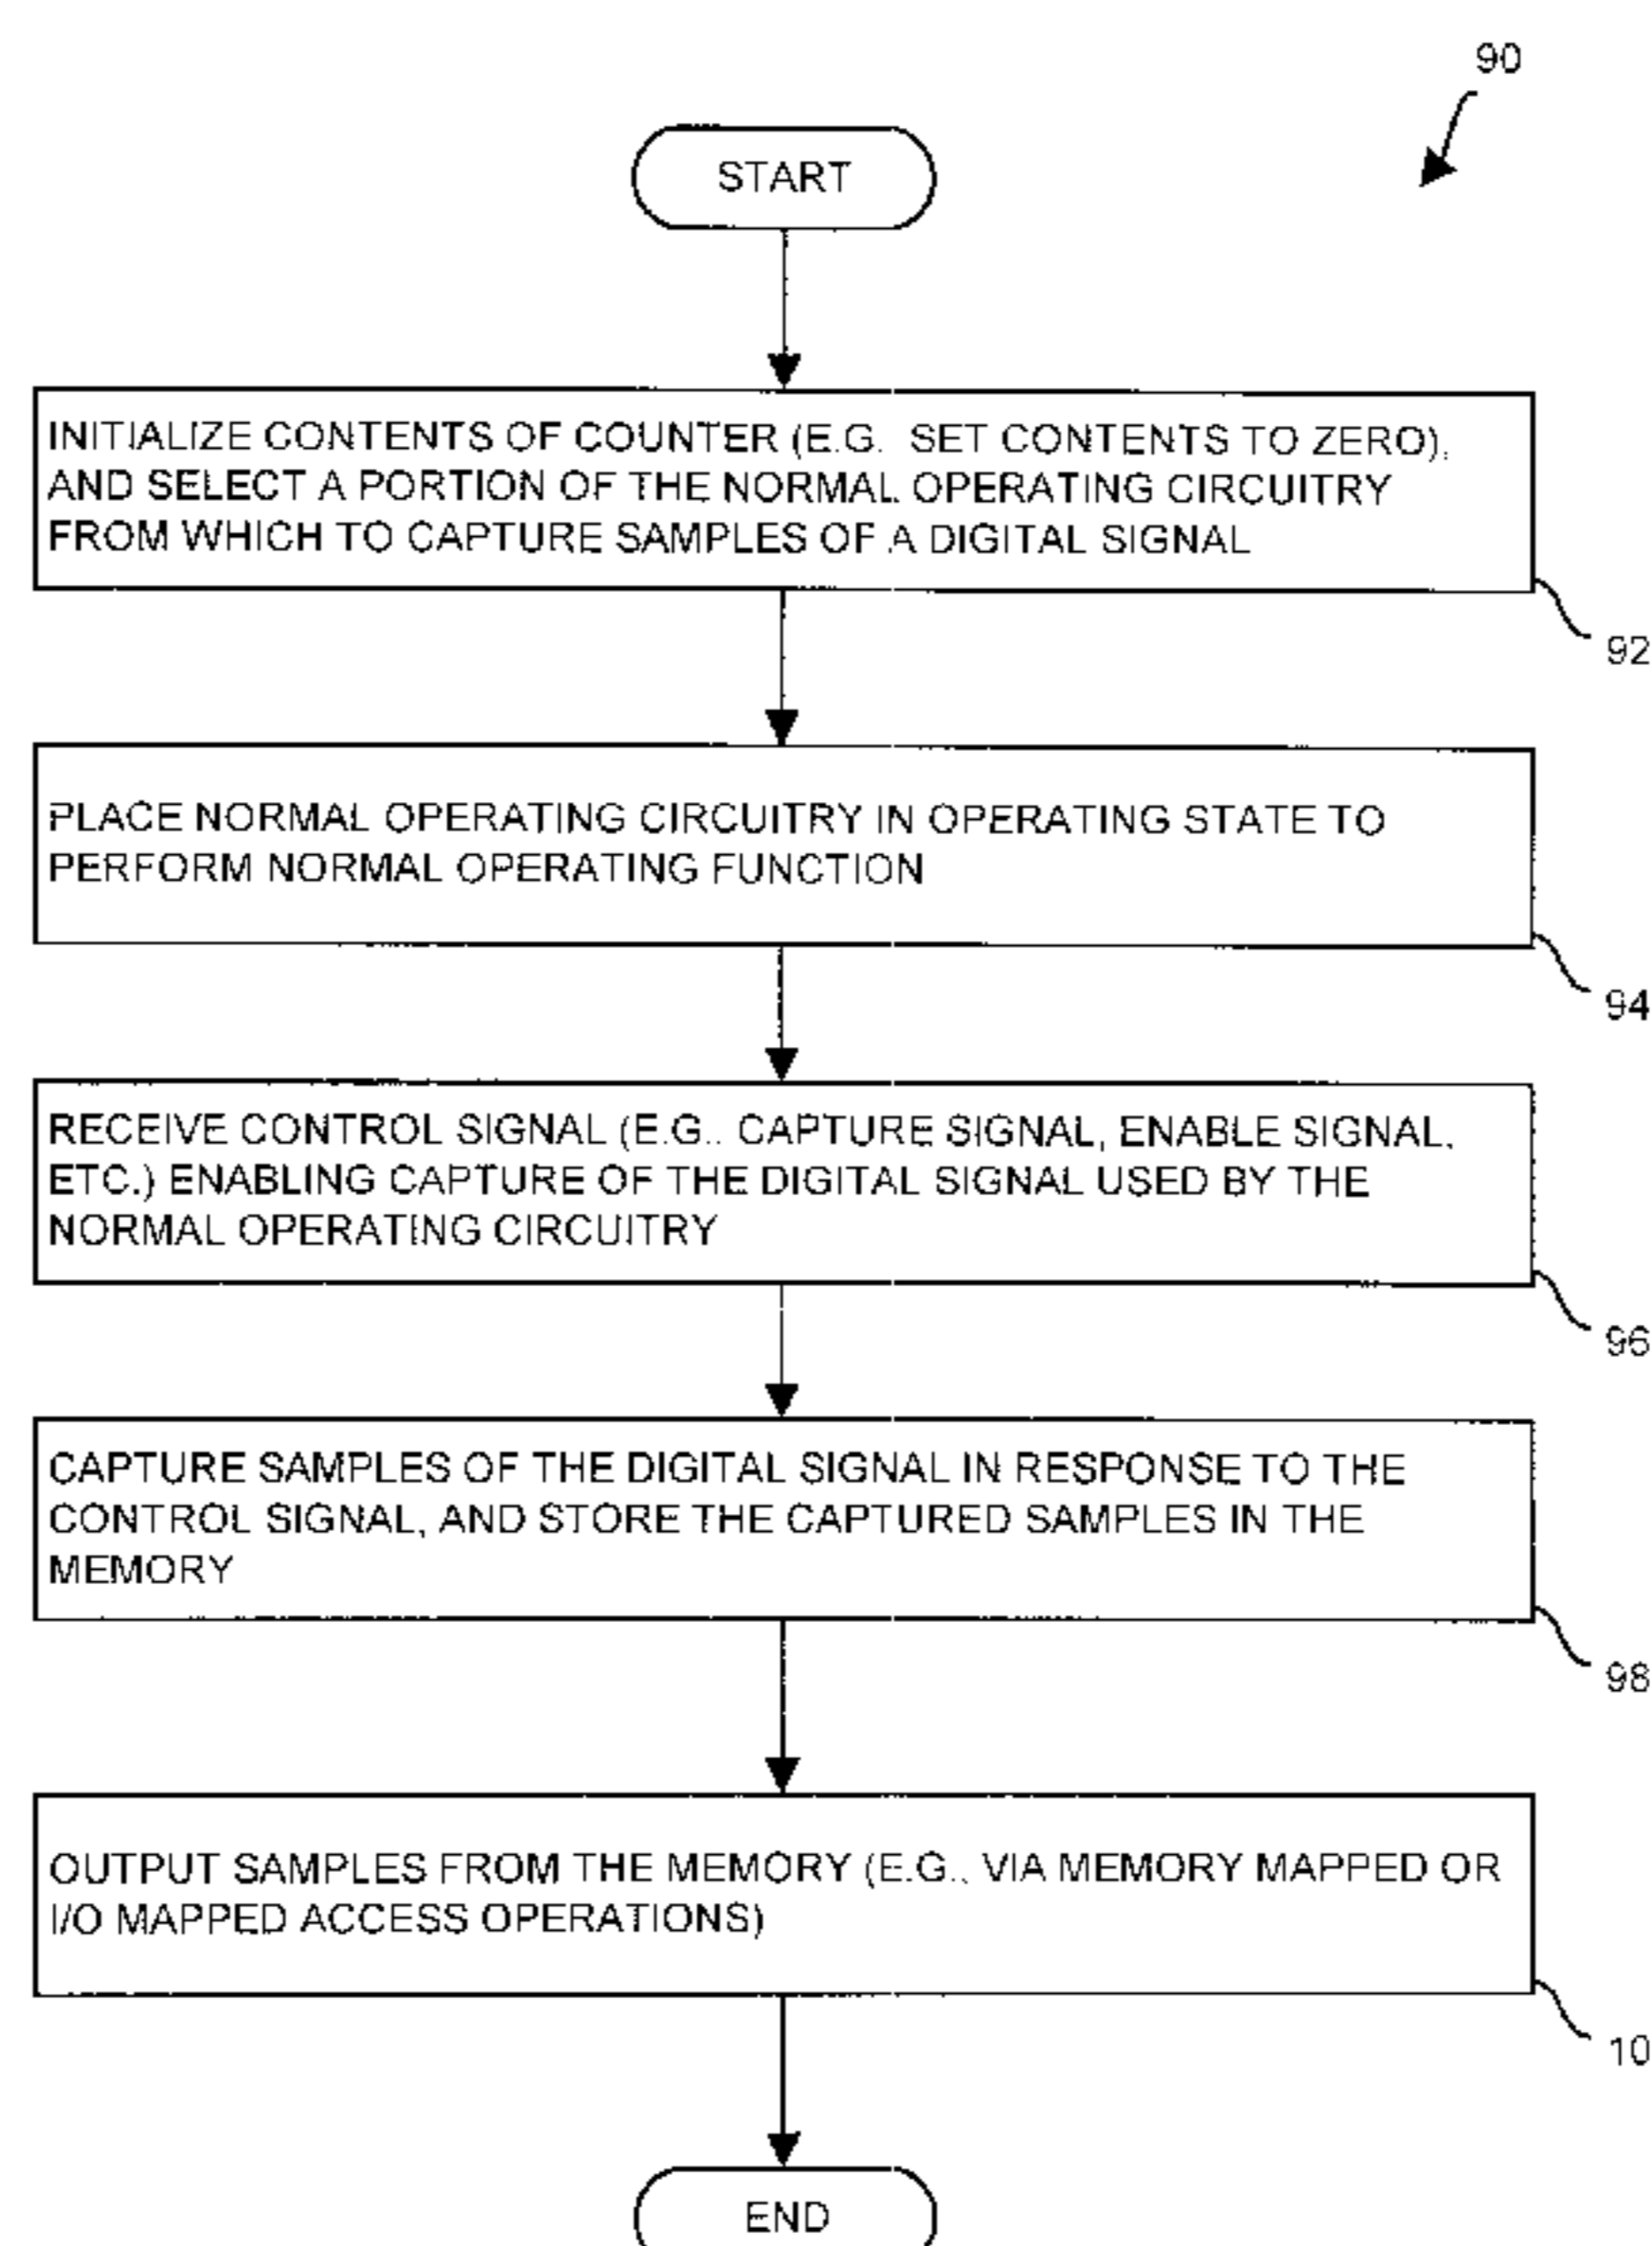 90
START
INITIALIZE CONTENTS OF COUNTER (E.G. SET CONTENTS TO ZERO),
AND SELECT A PORTION OF THE NORMAL OPERATING CIRCUITRY
FROM WHICH TO CAPTURE SAMPLES OF A DIGITAL SIGNAL
92
PLACE NORMAL OPERATING CIRCUITRY IN OPERATING STATE TO
PERFORM NORMAL OPERATING FUNCTION
94
RECEIVE CONTROL SIGNAL (E.G., CAPTURE SIGNAL, ENABLE SIGNAL,
ETC.) ENABLING CAPTURE OF THE DIGITAL SIGNAL USED BY THE
NORMAL OPERATING CIRCUITRY
96
CAPTURE SAMPLES OF THE DIGITAL SIGNAL IN RESPONSE TO THE
CONTROL SIGNAL, AND STORE THE CAPTURED SAMPLES IN THE
MEMORY
98
OUTPUT SAMPLES FROM THE MEMORY (E.G., VIA MEMORY MAPPED OR
I/O MAPPED ACCESS OPERATIONS)
10
END